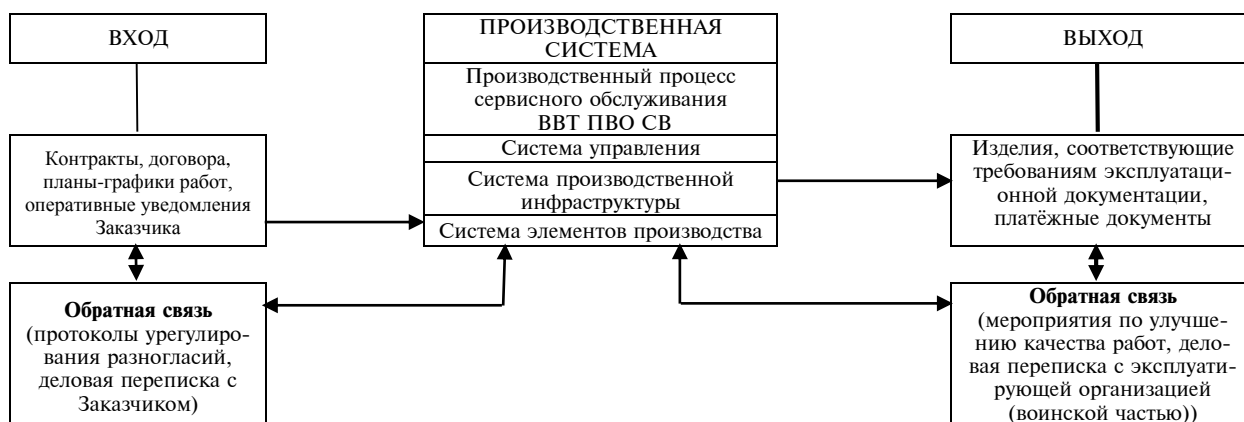 ВХОД
Контракты, договора,
планы-графики работ,
оперативные уведомления
Заказчика
Обратная связь
(протоколы урегулиро-
вания разногласий,
деловая переписка с
Заказчиком)
ПРОИЗВОДСТВЕННАЯ
СИСТЕМА
Производственный процесс
сервисного обслуживания
ВВТ ПВО СВ
Система управления
Система производственной
инфраструктуры
Система элементов производства
ВЫХОД
Изделия, соответствующие
требованиям эксплуатаци-
онной документации,
платёжные документы
Обратная связь
(мероприятия по улучше-
нию качества работ, дело-
вая переписка с эксплуати-
рующей организацией
(воинской частью))